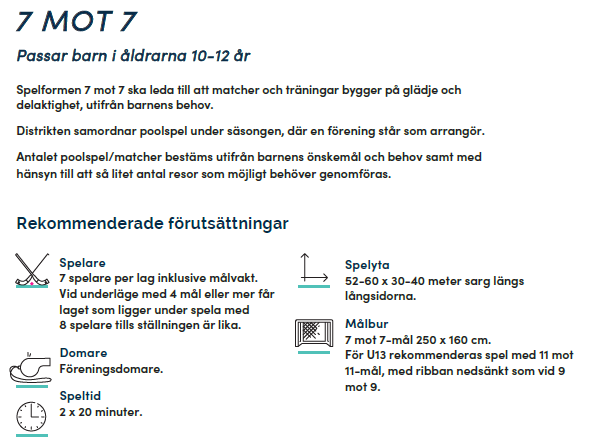 7 MOT 7
Passar barn i åldrarna 10-12 år
Spelformen 7 mot 7 ska leda till att matcher och träningar bygger på glädje och
delaktighet, utifrån barnens behov.
Distrikten samordnar poolspel under säsongen, där en förening står som arrangör.
Antalet poolspel/matcher bestäms utifrån barnens önskemål och behov samt med
hänsyn till att så litet antal resor som möjligt behöver genomföras.
Rekommenderade förutsättningar
Spelare
7 spelare per lag inklusive målvakt.
Vid underläge med 4 mål eller mer får
laget som ligger under spela med
8 spelare tills ställningen är lika.
Domare
Föreningsdomare.
Speltid
2 x 20 minuter.
Spelyta
52-60 x 30-40 meter sarg längs
långsidorna.
Målbur
7 mot 7-mål 250 x 160 cm.
För U13 rekommenderas spel med 11 mot
11-mål, med ribban nedsänkt som vid 9
mot 9.